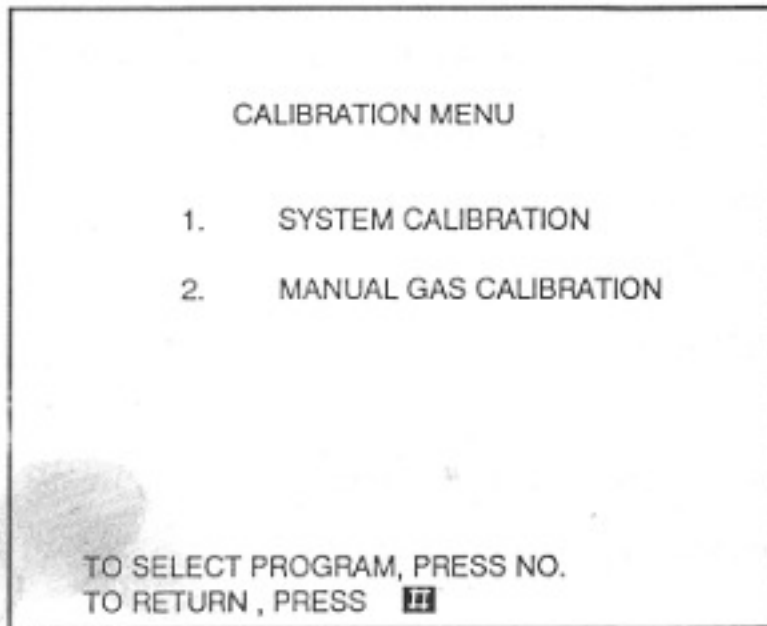 CALIBRATION MENU
1. SYSTEM CALIBRATION
2. MANUAL GAS CALIBRATION
TO SELECT PROGRAM, PRESS NO.
TO RETURN , PRESS